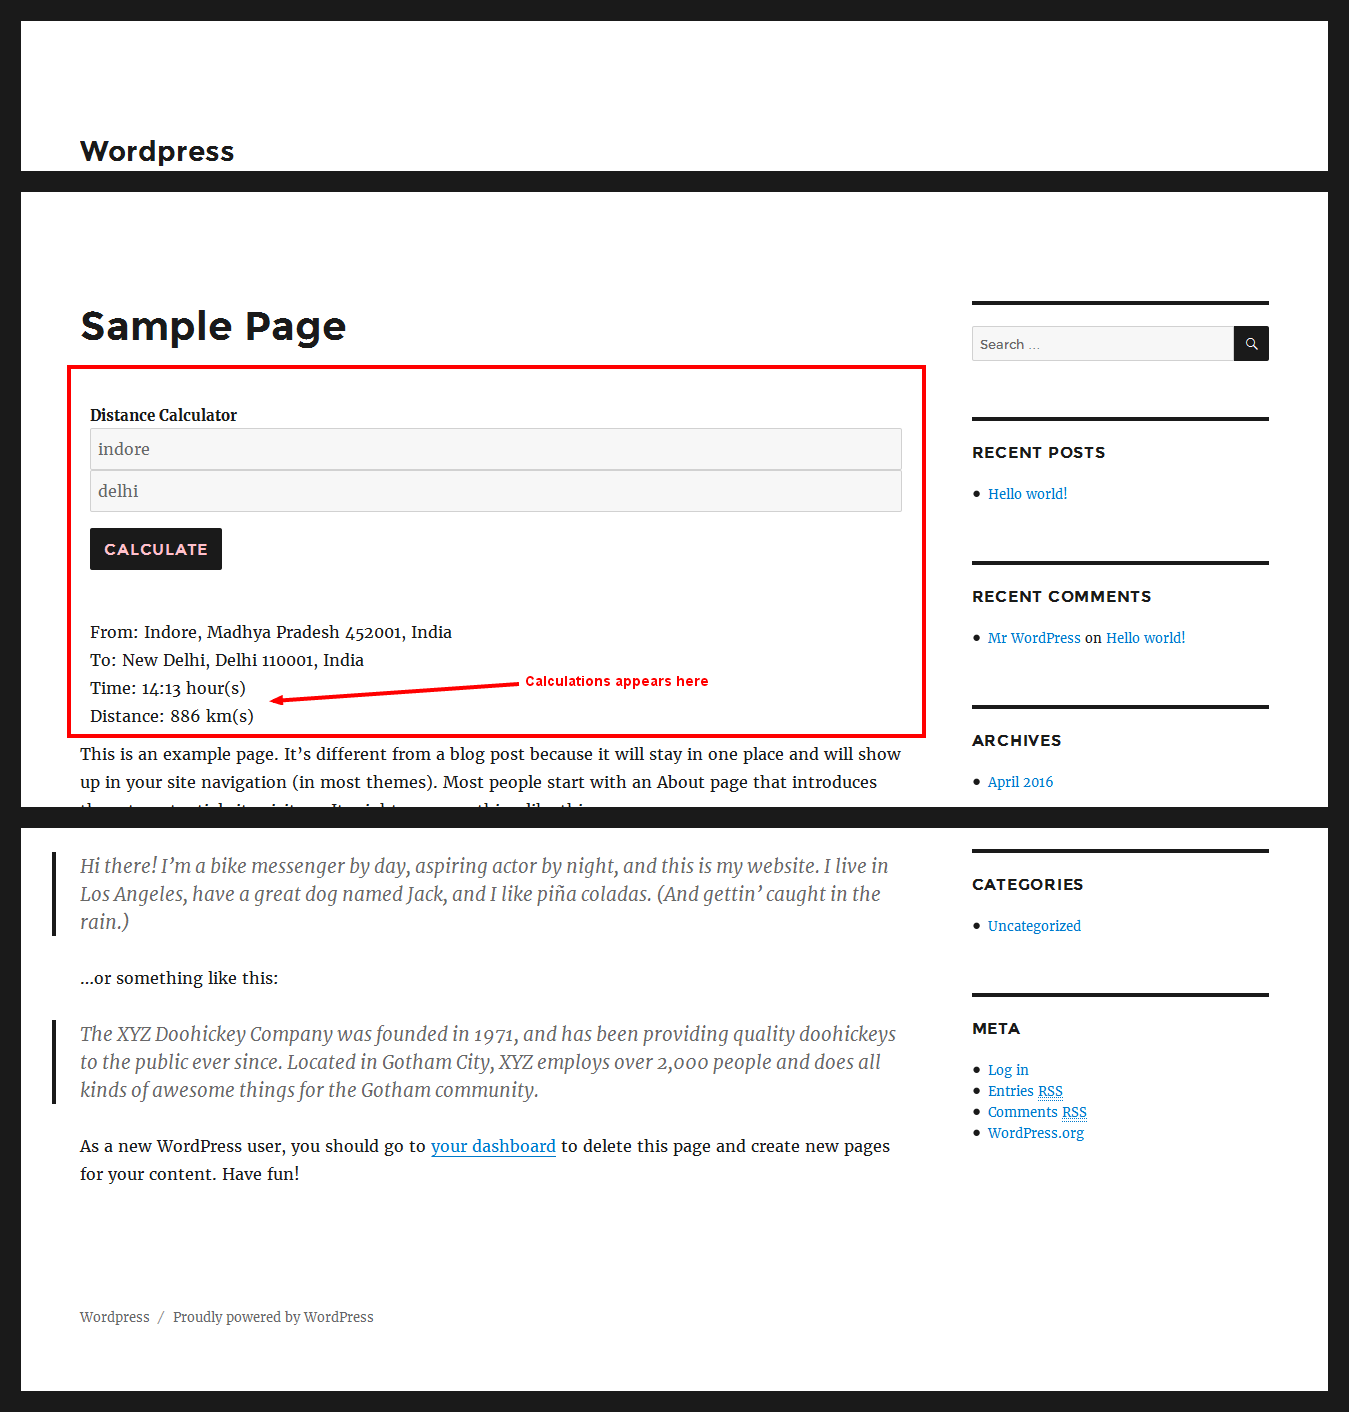 Wordpress
Sample Page
Distance Calculator
indore
delhi
CALCULATE
From: Indore, Madhya Pradesh 452001, India
To: New Delhi, Delhi 110001, India
Time: 14:13 hour(s)
Distance: 886 km(s)
Calculations appears here
This is an example page. It’s different from a blog post because it will stay in one place and will show
up in your site navigation (in most themes). Most people start with an About page that introduces
Search …
RECENT POSTS
Hello world!
RECENT COMMENTS
Mr WordPress on Hello world!
ARCHIVES
April 2016
Hi there! I’m a bike messenger by day, aspiring actor by night, and this is my website. I live in
Los Angeles, have a great dog named Jack, and I like piña coladas. (And gettin’ caught in the
rain.)
…or something like this:
The XYZ Doohickey Company was founded in 1971, and has been providing quality doohickeys
to the public ever since. Located in Gotham City, XYZ employs over 2,000 people and does all
kinds of awesome things for the Gotham community.
As a new WordPress user, you should go to your dashboard to delete this page and create new pages
for your content. Have fun!
CATEGORIES
Uncategorized
META
Log in
Entries RSS
Comments RSS
WordPress.org
Wordpress / Proudly powered by WordPress